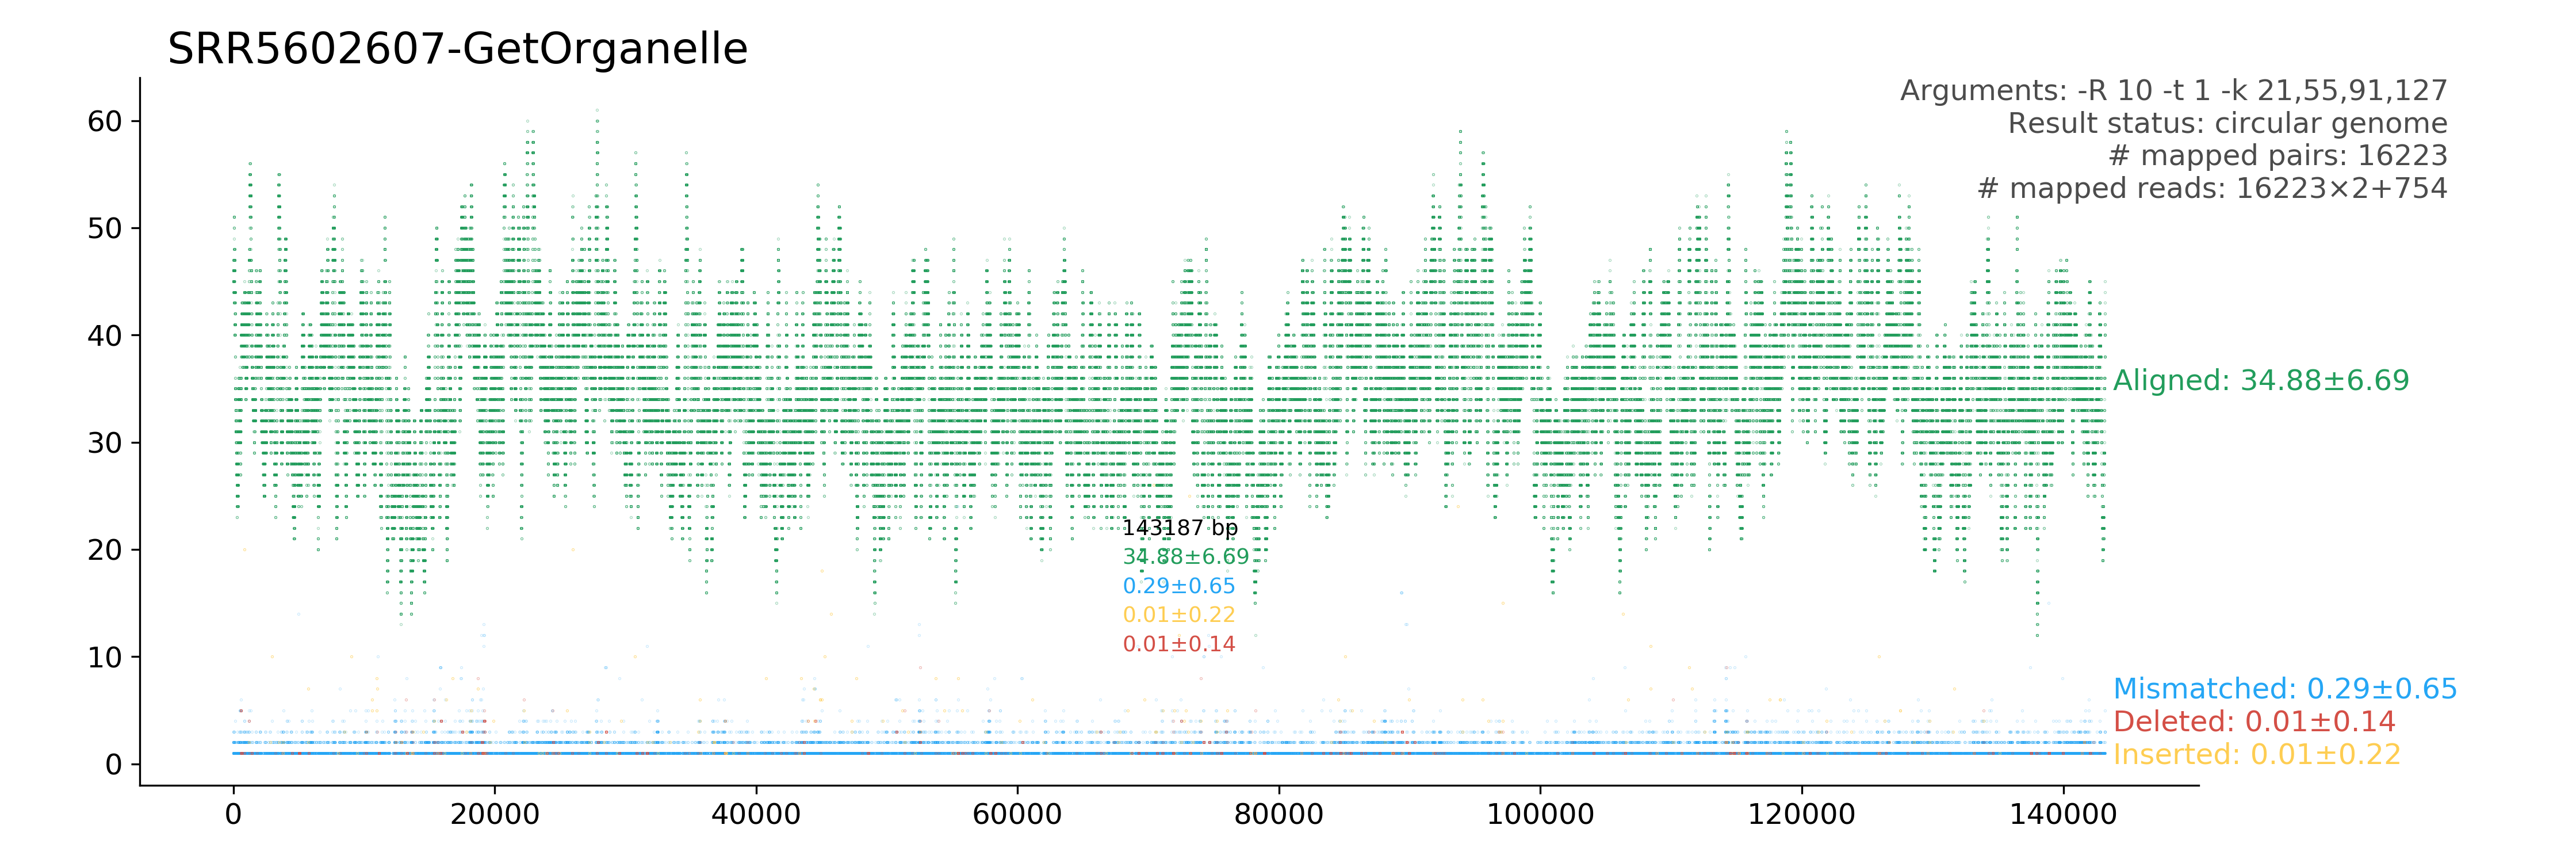 SRR5602607-GetOrganelle
Arguments: -R 10 -t 1 -k 21,55,91,127
Result status: circular genome
# mapped pairs: 16223
# mapped reads: 16223×2+754
60
50
40
30
20
10
0
Aligned: 34.88±6.69
143187 bp
34.88±6.69
0.29±0.65
0.01±0.22
0.01±0.14
Mismatched: 0.29±0.65
Deleted: 0.01±0.14
Inserted: 0.01±0.22
0 20000 40000 60000 80000 100000 120000 140000